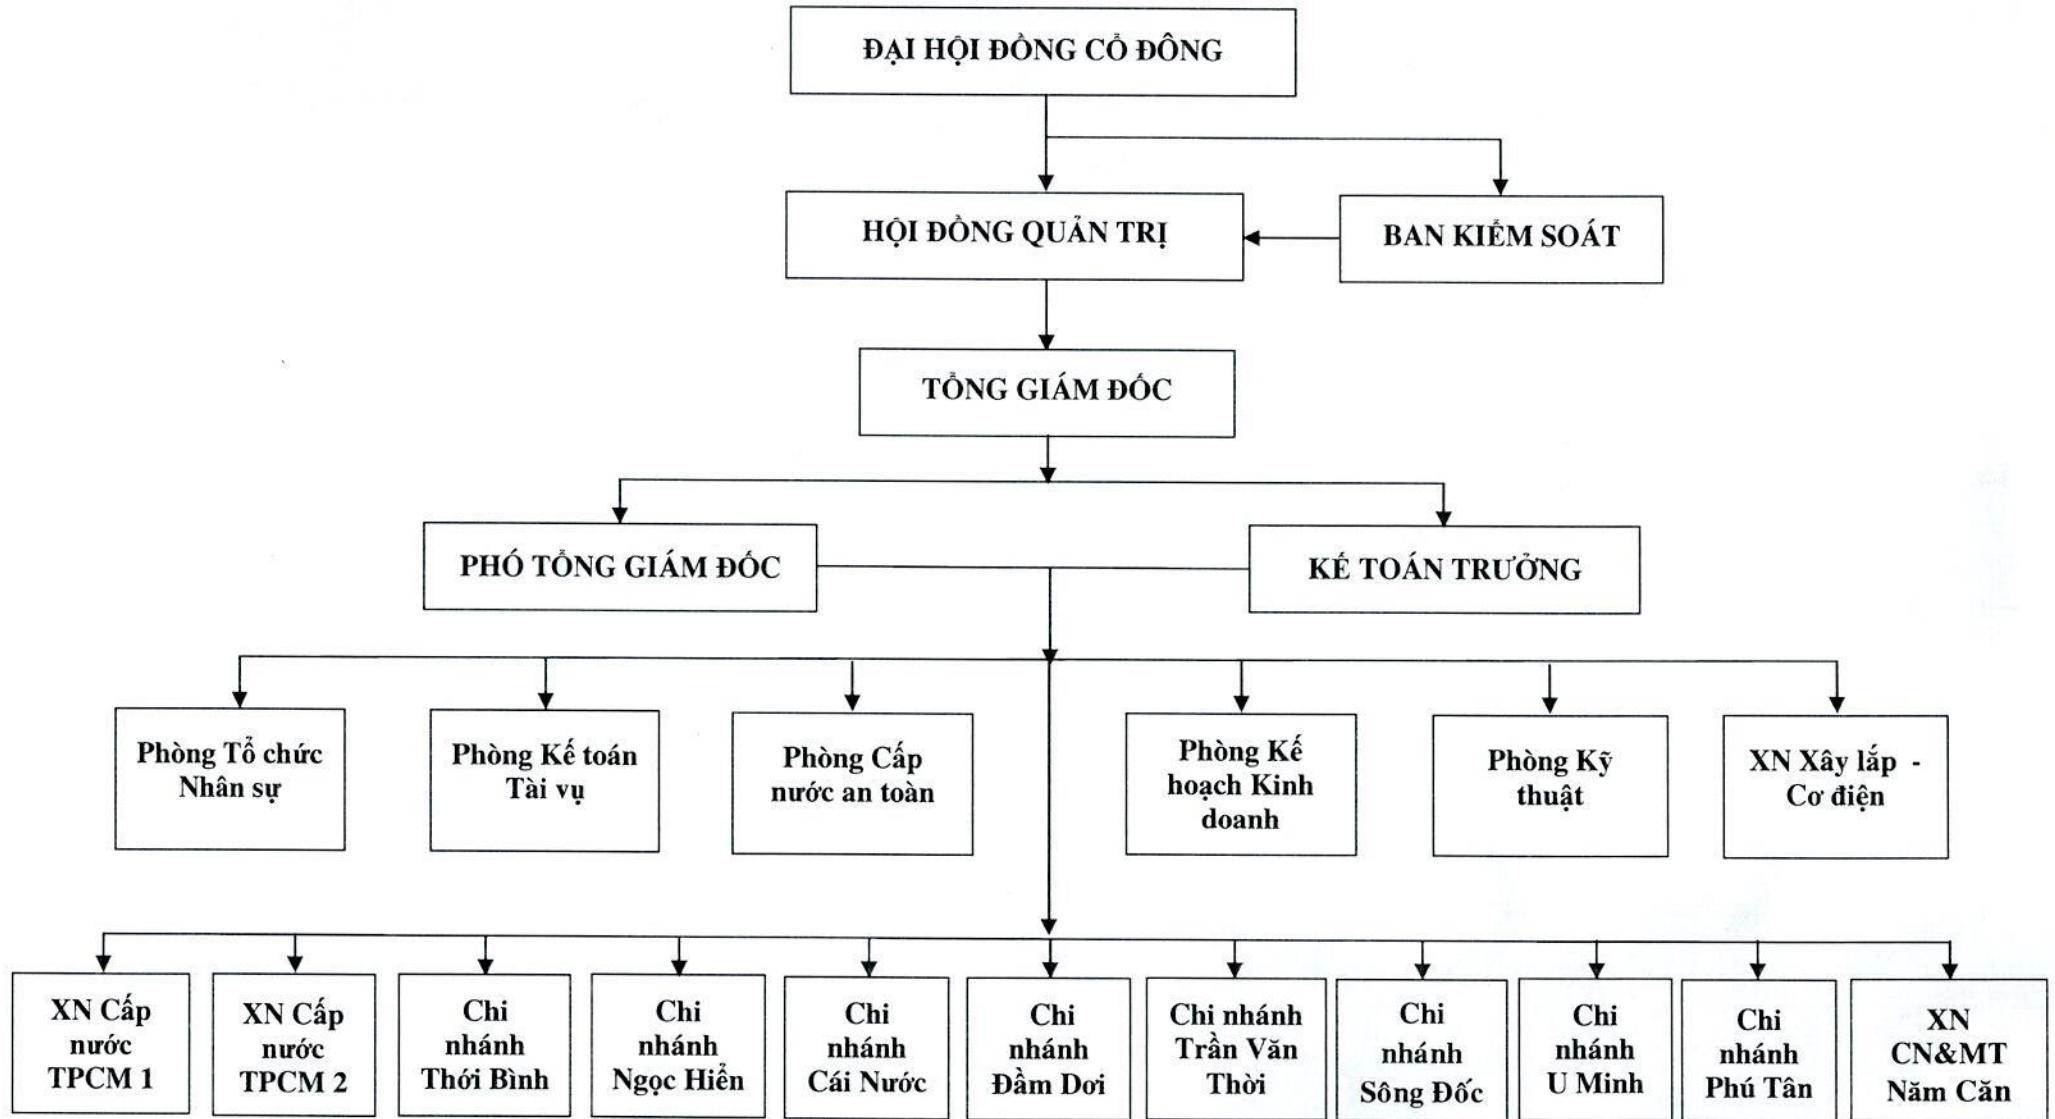 ĐẠI HỘI ĐỒNG CỔ ĐÔNG
HỘI ĐỒNG QUẢN TRỊ
BAN KIỂM SOÁT
TỔNG GIÁM ĐỐC
PHÓ TỔNG GIÁM ĐỐC
KẾ TOÁN TRƯỞNG
Phòng Tổ chức
Nhân sự
Phòng Kế toán
Tài vụ
Phòng Cấp
nước an toàn
Phòng Kế
hoạch Kinh
doanh
Phòng Kỹ
thuật
XN Xây lắp -
Cơ điện
XN Cấp
nước
TPCM 1
XN Cấp
nước
TPCM 2
Chi
nhánh
Thới Bình
Chi
nhánh
Ngọc Hiển
Chi
nhánh
Cái Nước
Chi
nhánh
Đầm Dơi
Chi nhánh
Trần Văn
Thời
Chi
nhánh
Sông Đốc
Chi
nhánh
U Minh
Chi
nhánh
Phú Tân
XN
CN&MT
Năm Căn